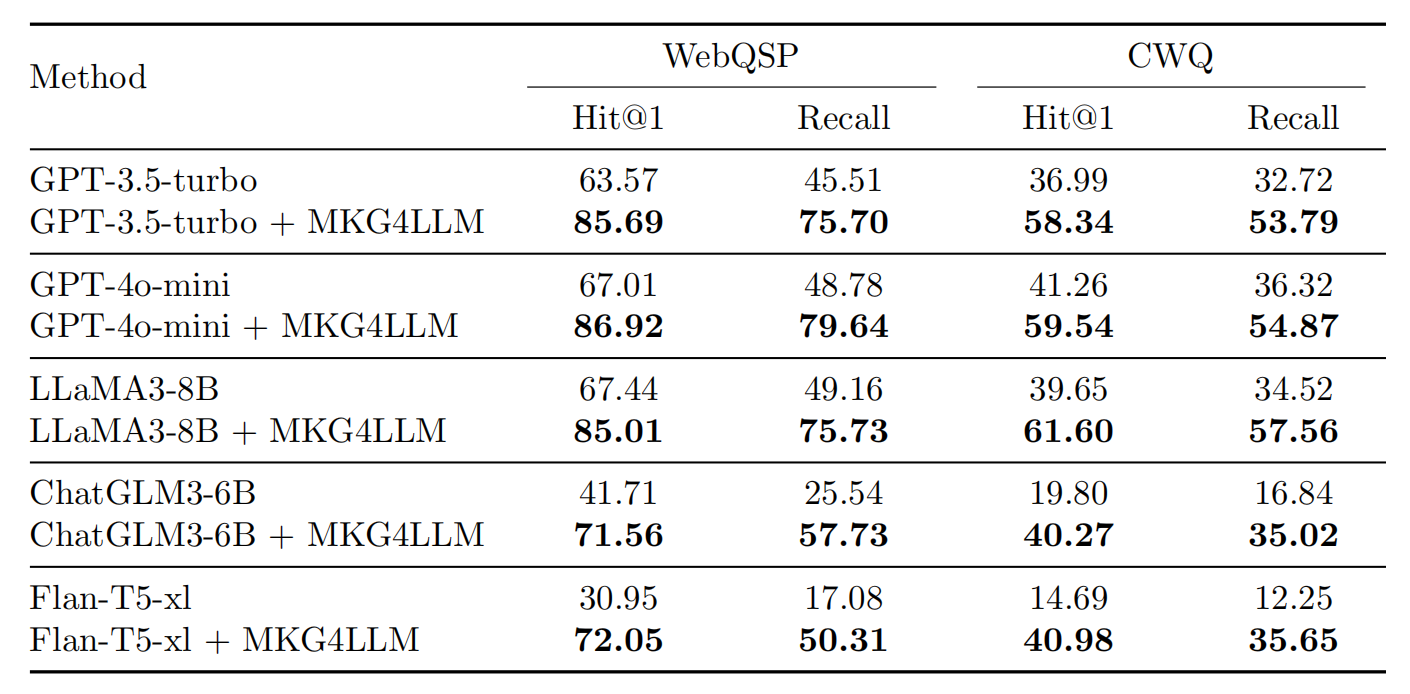 Method WebQSP CWQ
Hit@1 Recall Hit@1 Recall
GPT-3.5-turbo 63.57 45.51 36.99 32.72
GPT-3.5-turbo + MKG4LLM 85.69 75.70 58.34 53.79
GPT-4o-mini 67.01 48.78 41.26 36.32
GPT-4o-mini + MKG4LLM 86.92 79.64 59.54 54.87
LLaMA3-8B 67.44 49.16 39.65 34.52
LLaMA3-8B + MKG4LLM 85.01 75.73 61.60 57.56
ChatGLM3-6B 41.71 25.54 19.80 16.84
ChatGLM3-6B + MKG4LLM 71.56 57.73 40.27 35.02
Flan-T5-xl 30.95 17.08 14.69 12.25
Flan-T5-xl + MKG4LLM 72.05 50.31 40.98 35.65